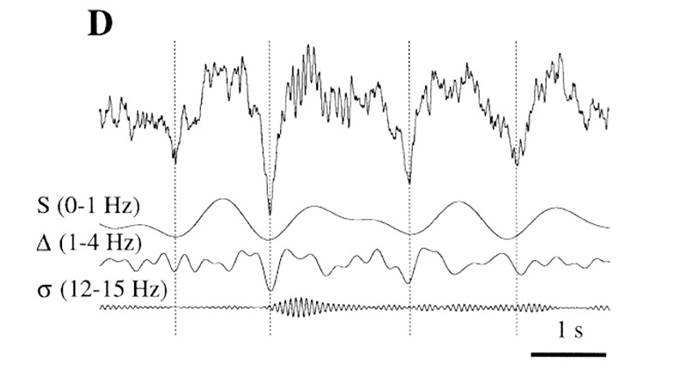 D
S (0-1 Hz)
Δ (1-4 Hz)
σ (12-15 Hz)
1 s